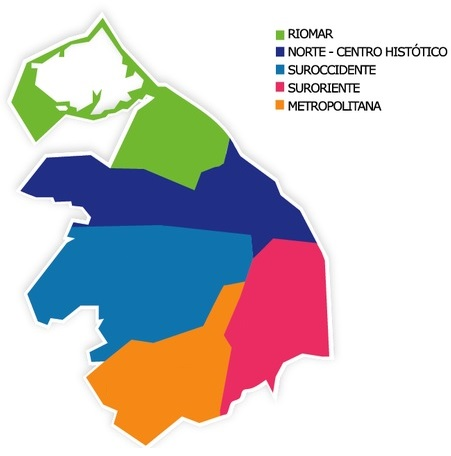 RIOMAR
NORTE - CENTRO HISTÓTICO
SUROCCIDENTE
SURORIENTE
METROPOLITANA